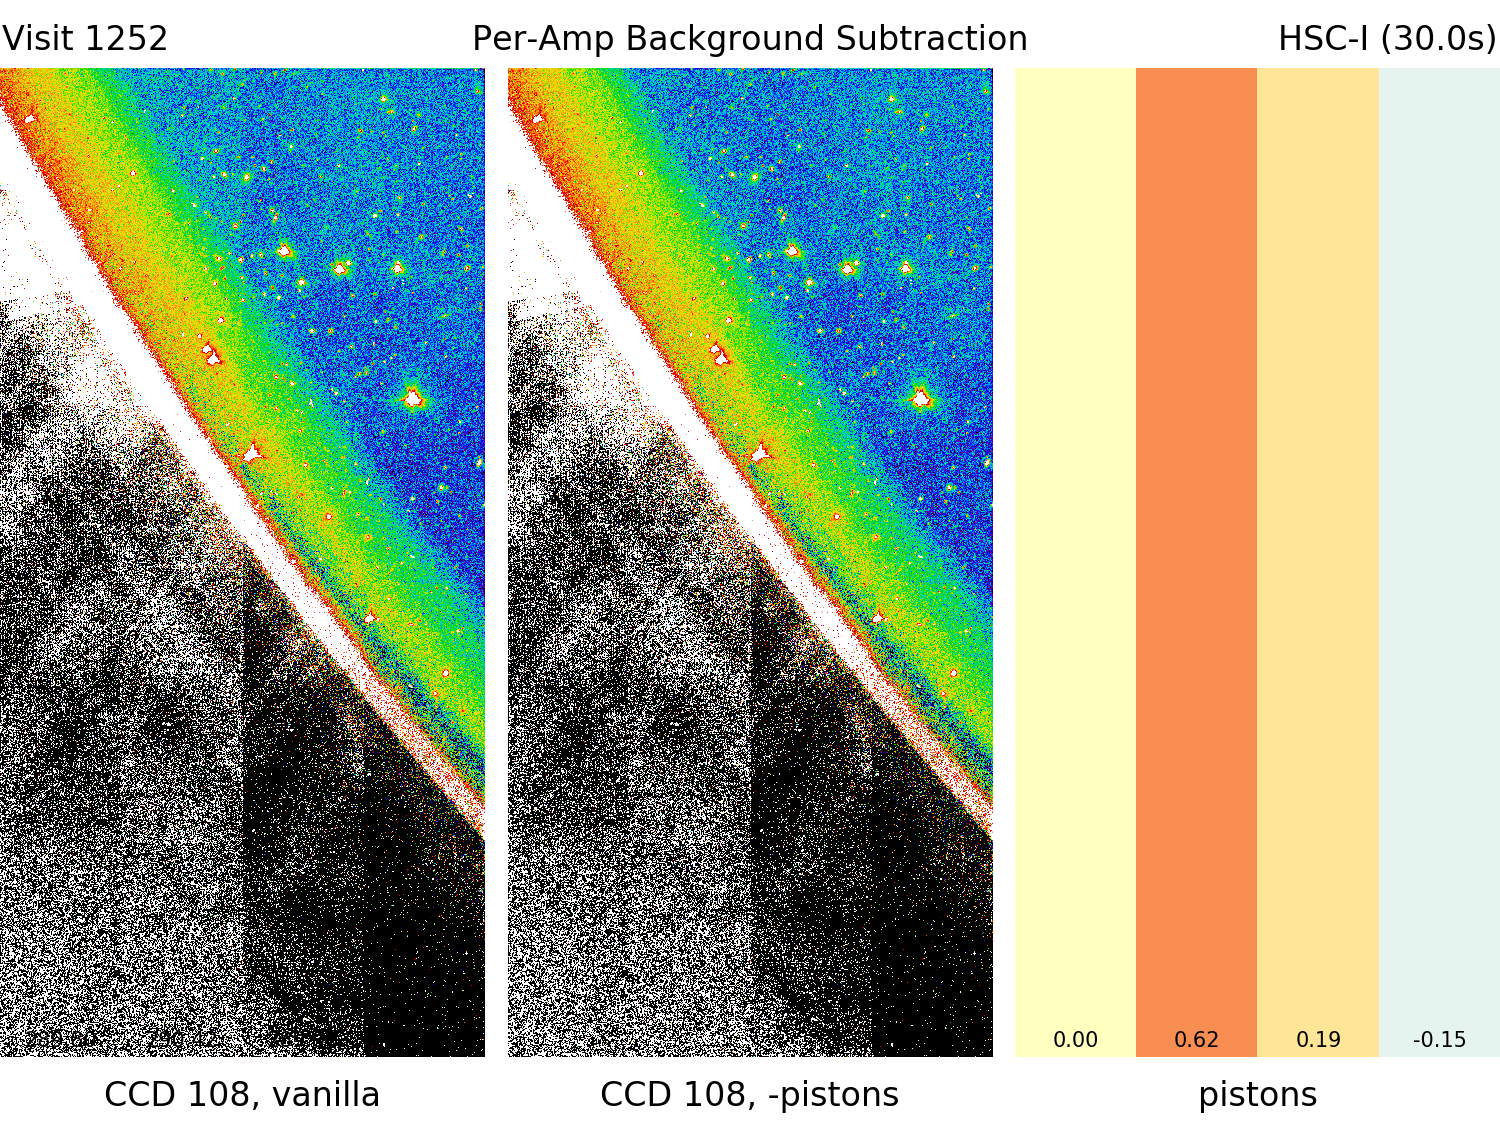 Visit 1252
Per-Amp Background Subtraction
HSC-I (30.0s)
0.00
0.62
0.19
-0.15
CCD 108, vanilla
CCD 108, -pistons
pistons